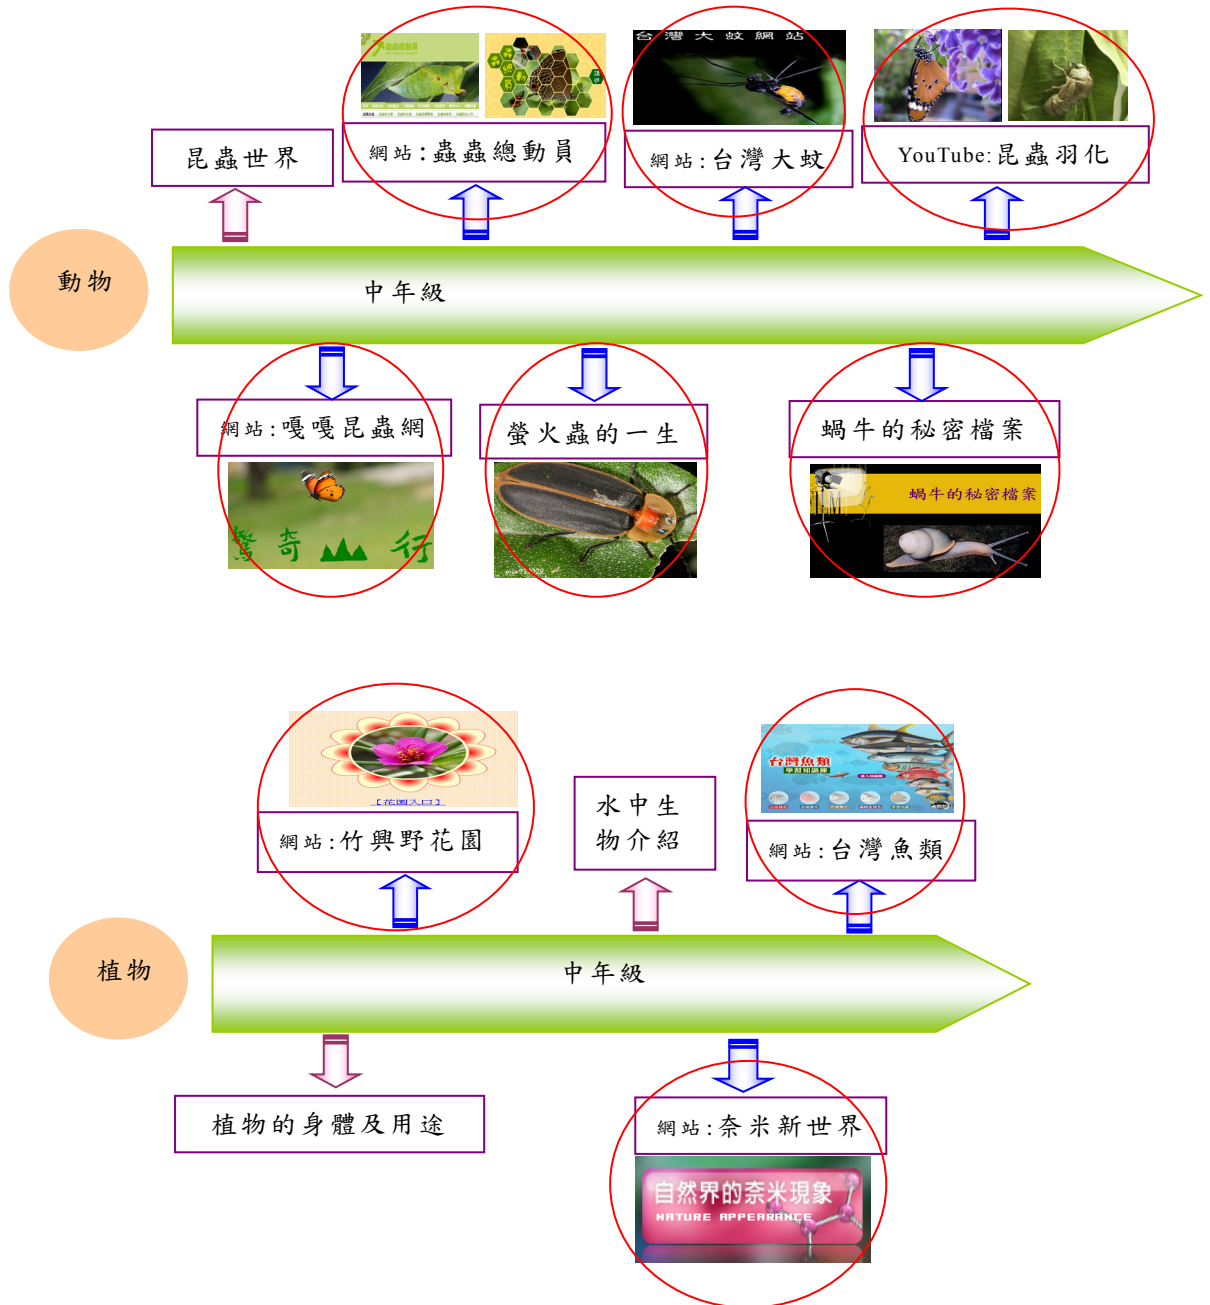 台灣大蚊網站
昆蟲世界
網站:蟲蟲總動員
網站:台灣大蚊
YouTube:昆蟲羽化
動物
中年級
網站:嘎嘎昆蟲網
螢火蟲的一生
蝸牛的秘密檔案
驚奇 行
蝸牛的秘密檔案
[花園入口]
台灣魚類
學習知識庫
水中生
物介紹
網站:竹興野花園
網站:台灣魚類
植物
中年級
植物的身體及用途
網站:奈米新世界
自然界的奈米現象
NATURE APPEARANCE